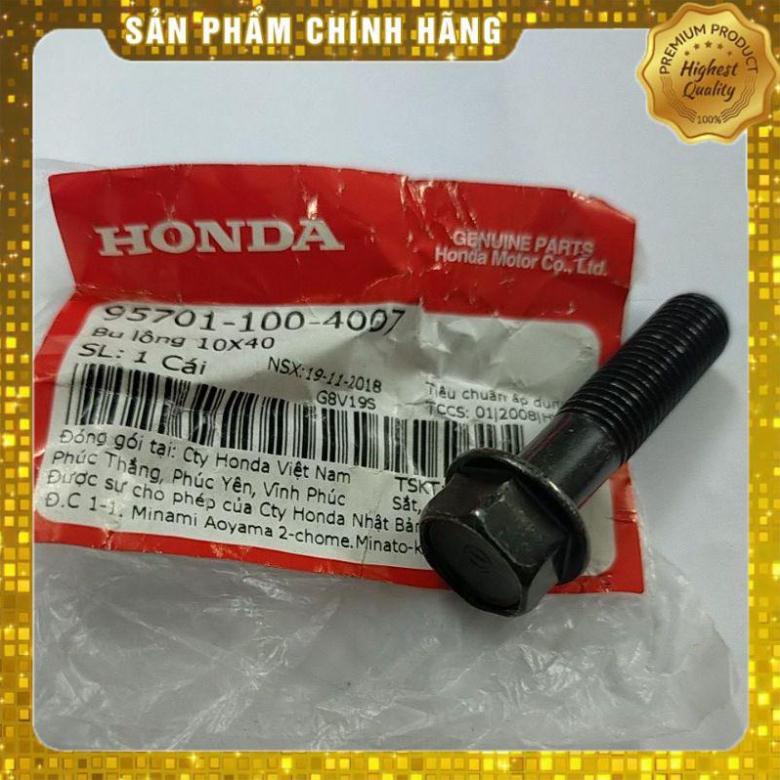 SẢN PHẨM CHÍNH HÃNG
PREMIUM PRODUCT
Highest
Quality
100%
HONDA
GENUINE PARTS
Honda Motor Co., Ltd.
95701-100-4007
Bu lông 10X40
SL: 1 Cái
NSX:19-11-2018
G8V19S
Tiêu chuẩn áp dụng
TCCS: 01|2008|H
Đóng gói tại: Cty Honda Việt Nam
Phúc Thắng, Phúc Yên, Vĩnh Phúc
TSKT
Sắt,
Được sự cho phép của Cty Honda Nhật Bản
Đ.C 1-1. Minami Aoyama 2-chome.Minato-k